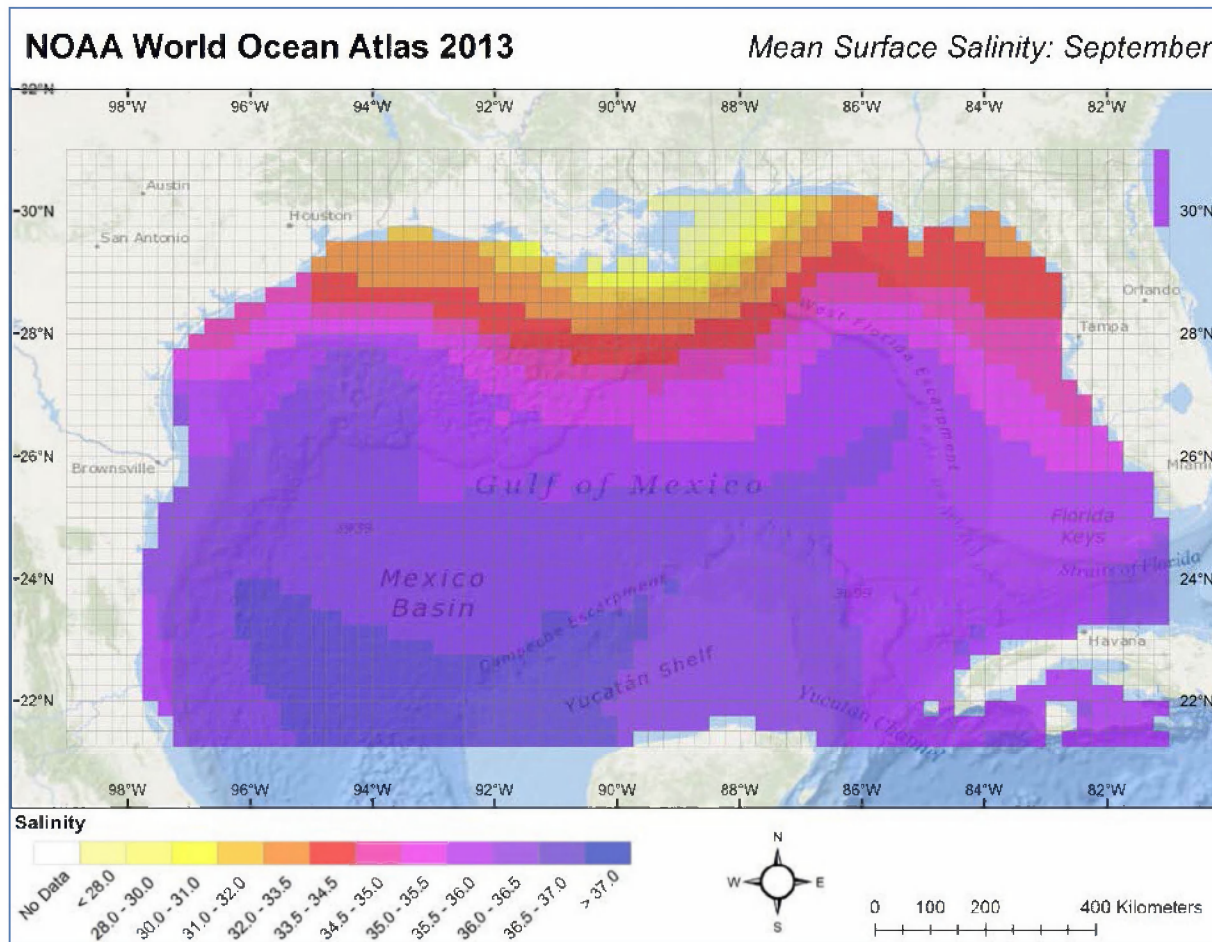 NOAA World Ocean Atlas 2013
Mean Surface Salinity: September
32°N
98°W 96°W 94°W 92°W 90°W 88°W 86°W 84°W 82°W
Austin
30°N
30°N
Houston
San Antonio
Orlando
West Florida Escarpment
28°N
28°N
Tampa
26°N
26°N
Brownsville
Miami
Gulf of Mexico
3939
Florida
Keys
Straits of Florida
24°N
24°N
Mexico
Basin
Campeche Escarpment
Havana
Yucatán Shelf
22°N
22°N
Yucatan Channel
98°W 96°W 94°W 92°W 90°W 88°W 86°W 84°W 82°W
Salinity
No Data
< 28.0
28.0 - 30.0
30.0 - 31.0
31.0 - 32.0
32.0 - 33.5
33.5 - 34.5
34.5 - 35.0
35.0 - 35.5
35.5 - 36.0
36.0 - 36.5
36.5 - 37.0
> 37.0
N
W E
S
0 100 200 400 Kilometers